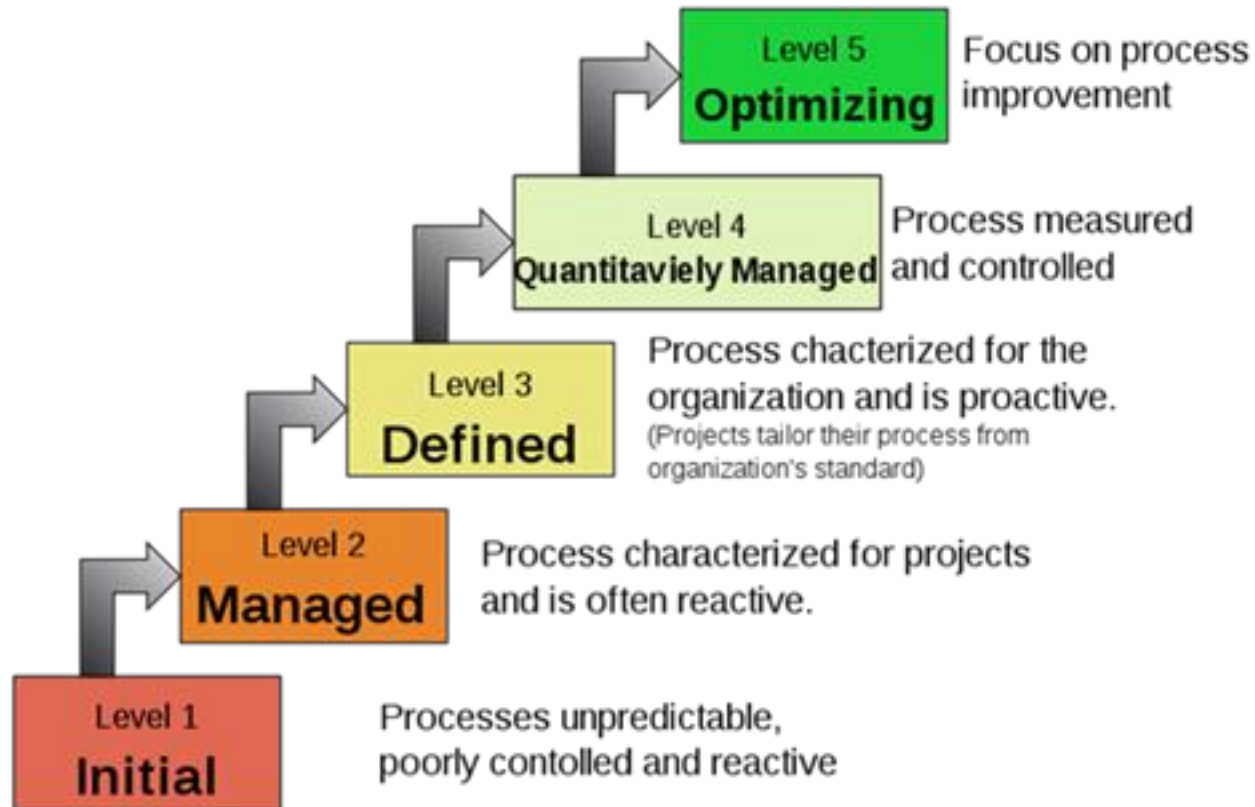 Level 5
Optimizing
Focus on process
improvement
Level 4
Quantitaviely Managed
Process measured
and controlled
Level 3
Defined
Process chacterized for the
organization and is proactive.
(Projects tailor their process from
organization's standard)
Level 2
Managed
Process characterized for projects
and is often reactive.
Level 1
Initial
Processes unpredictable,
poorly contolled and reactive